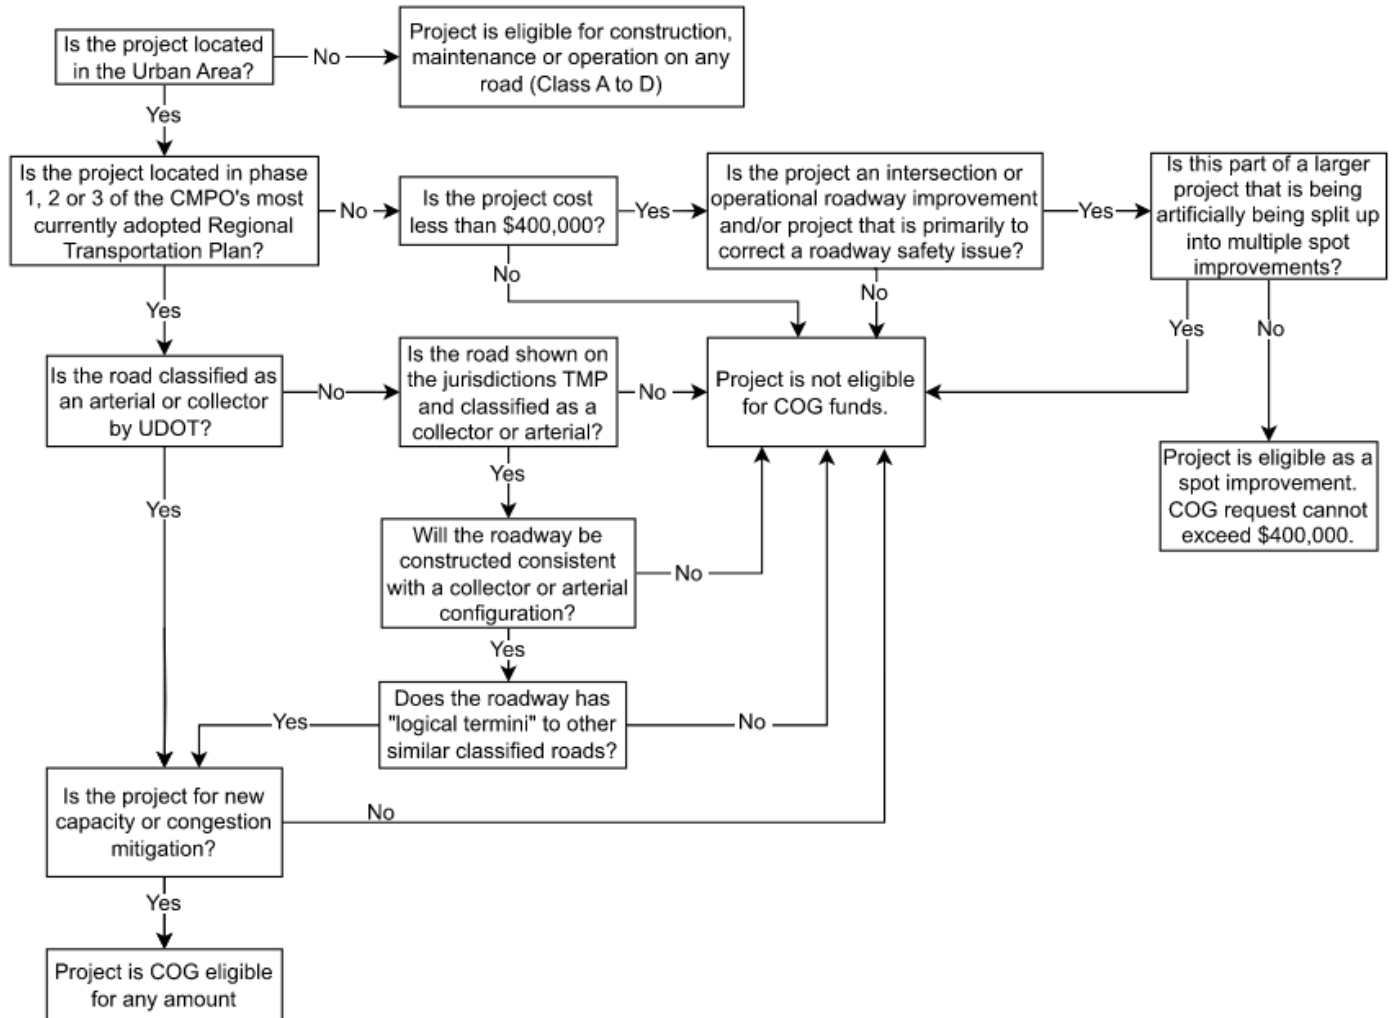 Is the project located
in the Urban Area?
No
Project is eligible for construction,
maintenance or operation on any
road (Class A to D)
Yes
Is the project located in phase
1, 2 or 3 of the CMPO's most
currently adopted Regional
Transportation Plan?
No
Is the project cost
less than $400,000?
Yes
Is the project an intersection or
operational roadway improvement
and/or project that is primarily to
correct a roadway safety issue?
Yes
Is this part of a larger
project that is being
artificially being split up
into multiple spot
improvements?
No
No
Yes
No
Yes
Is the road classified as
an arterial or collector
by UDOT?
No
Is the road shown on
the jurisdictions TMP
and classified as a
collector or arterial?
No
Project is not eligible
for COG funds.
Project is eligible as a
spot improvement.
COG request cannot
exceed $400,000.
Yes
Yes
Will the roadway be
constructed consistent
with a collector or arterial
configuration?
No
Yes
Does the roadway has
"logical termini" to other
similar classified roads?
Yes
No
Is the project for new
capacity or congestion
mitigation?
No
Yes
Project is COG eligible
for any amount